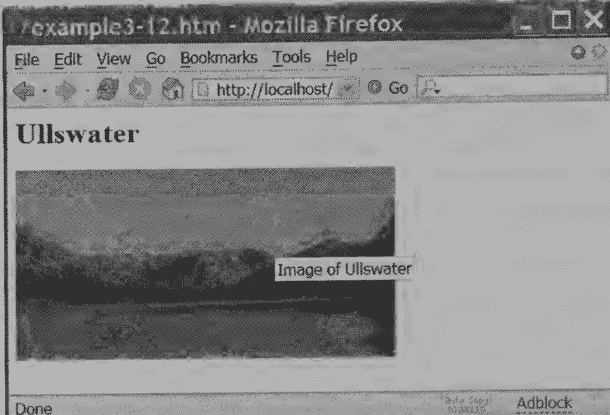 /example3-12.htm - Mozilla Firefox
File Edit View Go Bookmarks Tools Help
http://localhost/ Go
Ullswater
Image of Ullswater
Done Adblock